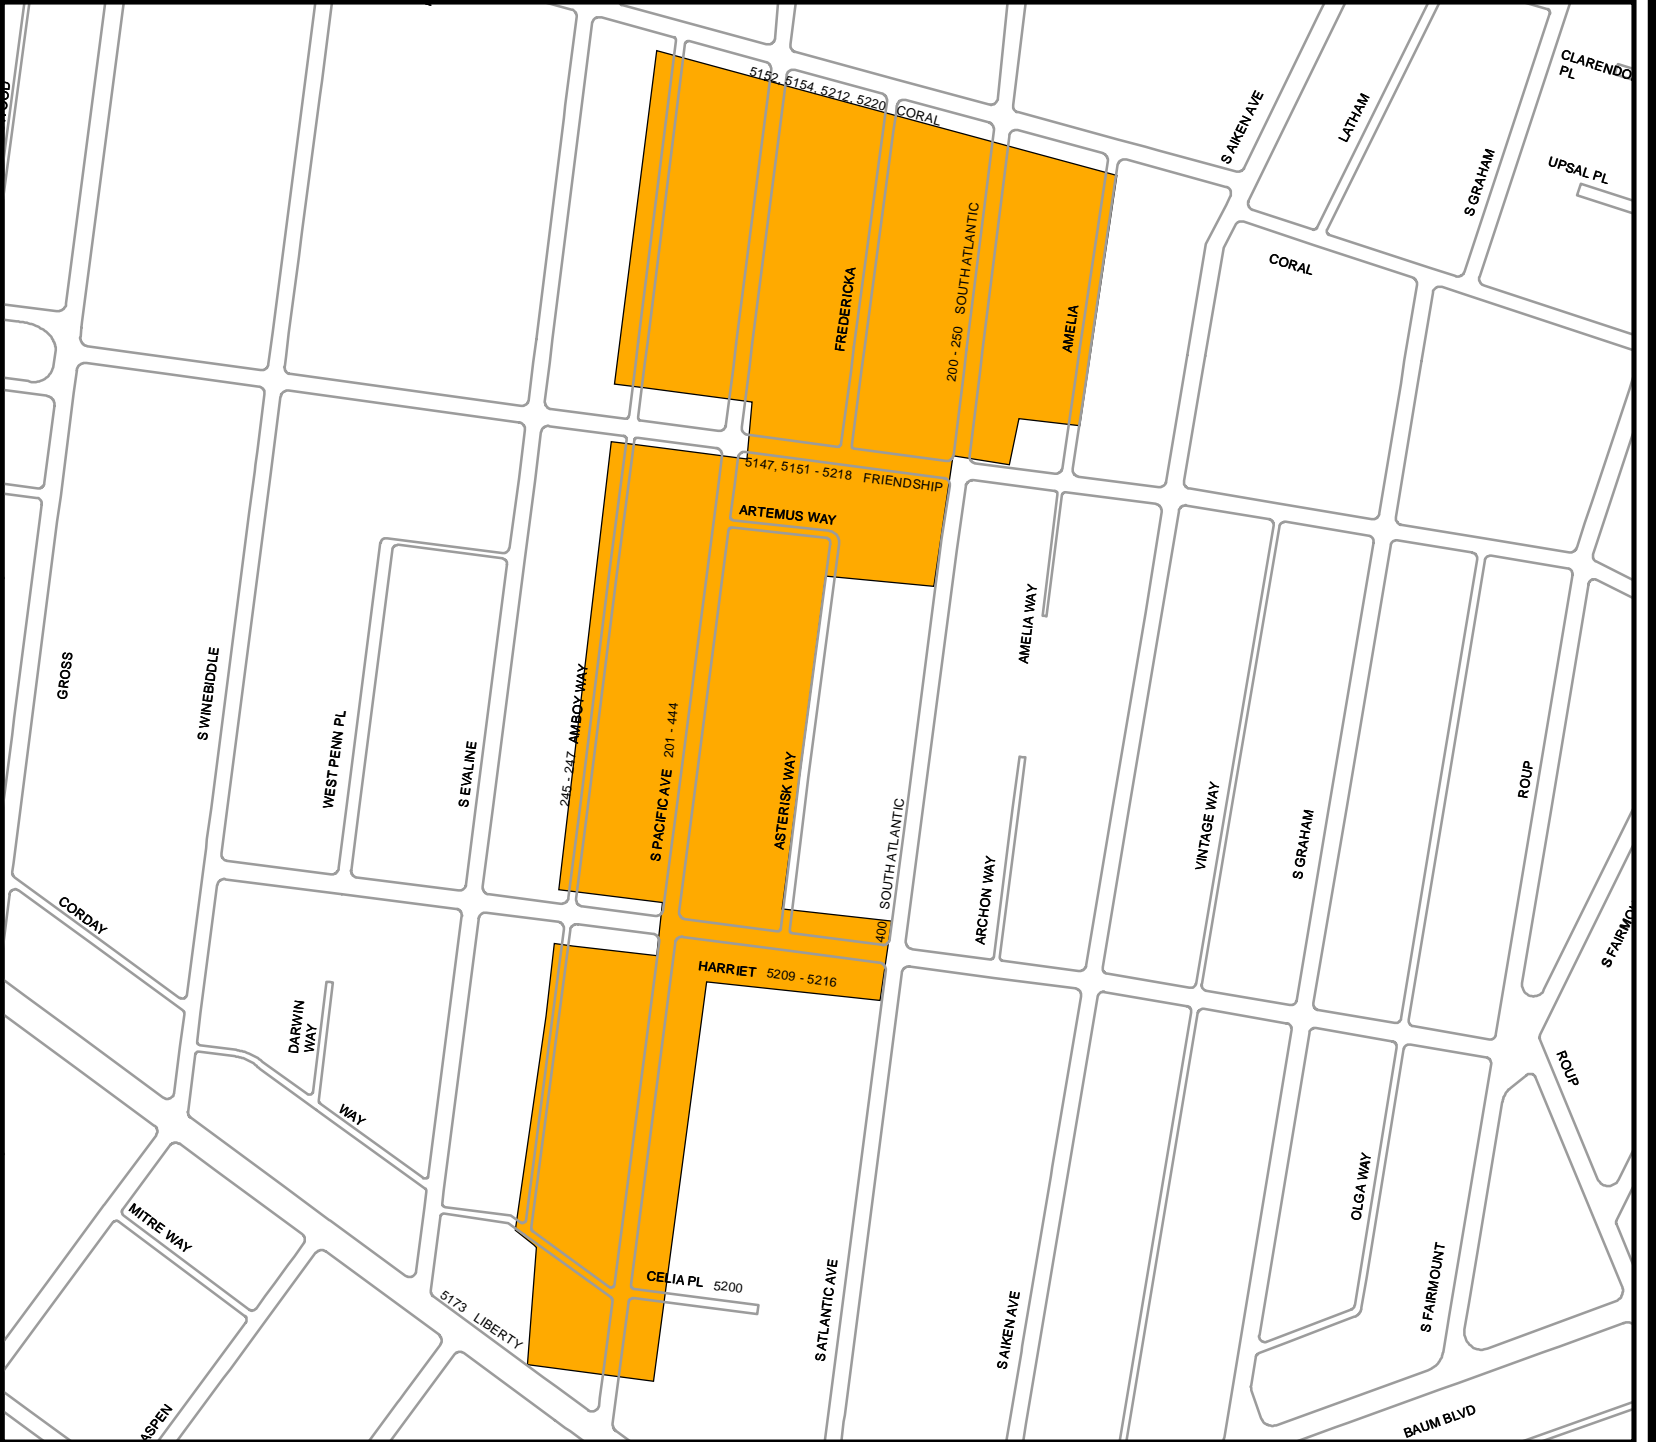 CLARENDO
PL
5152, 5154, 5212, 5220 CORAL
S AIKEN AVE
LATHAM
S GRAHAM
UPSAL PL
CORAL
FREDERICKA
200 - 250 SOUTH ATLANTIC
AMELIA
5147, 5151 - 5218 FRIENDSHIP
ARTEMUS WAY
AMELIA WAY
GROSS
S WINEBIDDLE
WEST PENN PL
S EVALINE
245 - 247 AMBOY WAY
S PACIFIC AVE 201 - 444
ASTERISK WAY
400 SOUTH ATLANTIC
ARCHON WAY
VINTAGE WAY
S GRAHAM
ROUP
CORDAY
S FAIRMO
HARRIET 5209 - 5216
DARWIN
WAY
WAY
ROUP
MITRE WAY
OLGA WAY
CELIA PL 5200
5173 LIBERTY
S ATLANTIC AVE
S AIKEN AVE
S FAIRMOUNT
ASPEN
BAUM BLVD